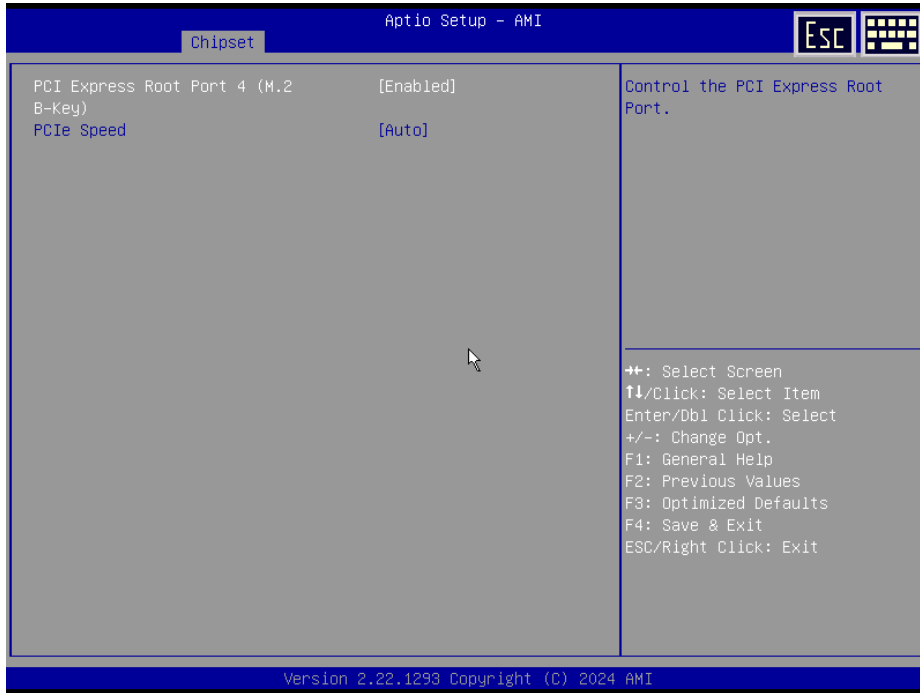 Aptio Setup - AMI
Chipset
Esc
PCI Express Root Port 4 (M.2 B-Key) [Enabled]
PCIe Speed [Auto]
Control the PCI Express Root
Port.
→←: Select Screen
↑↓/Click: Select Item
Enter/Dbl Click: Select
+/-: Change Opt.
F1: General Help
F2: Previous Values
F3: Optimized Defaults
F4: Save & Exit
ESC/Right Click: Exit
Version 2.22.1293 Copyright (C) 2024 AMI